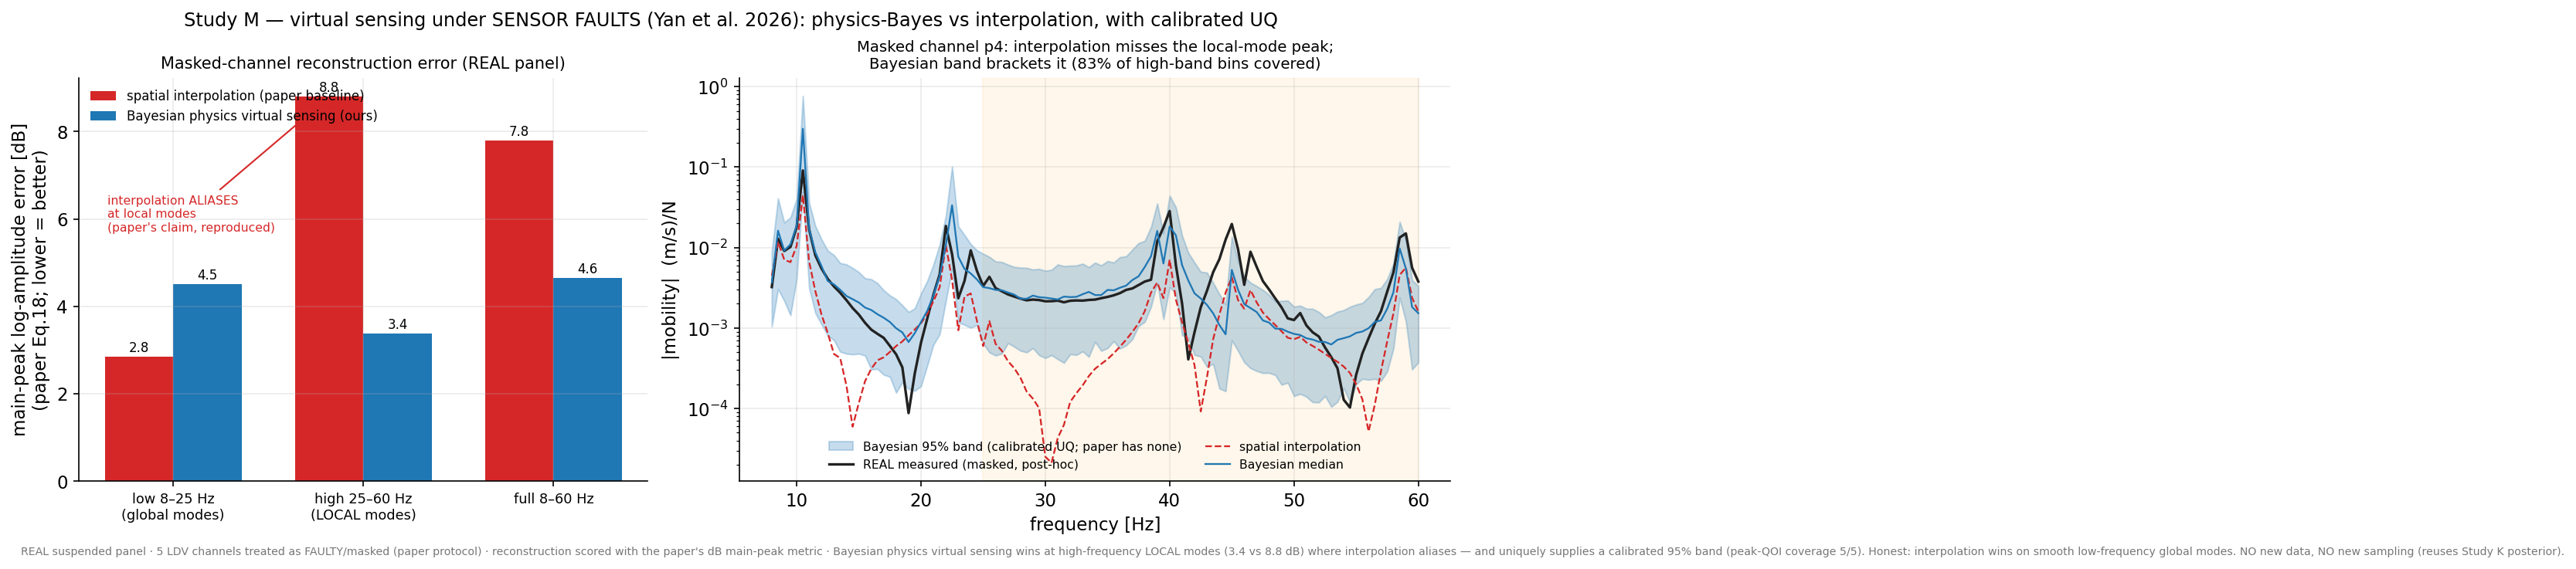 Study M — virtual sensing under SENSOR FAULTS (Yan et al. 2026): physics-Bayes vs interpolation, with calibrated UQ
Masked-channel reconstruction error (REAL panel)
main-peak log-amplitude error [dB]
(paper Eq.18; lower = better)
0
2
4
6
8
spatial interpolation (paper baseline)
Bayesian physics virtual sensing (ours)
interpolation ALIASES
at local modes
(paper's claim, reproduced)
2.8
4.5
8.8
3.4
7.8
4.6
low 8–25 Hz
(global modes)
high 25–60 Hz
(LOCAL modes)
full 8–60 Hz
Masked channel p4: interpolation misses the local-mode peak;
Bayesian band brackets it (83% of high-band bins covered)
|mobility| (m/s)/N
10⁰
10⁻¹
10⁻²
10⁻³
10⁻⁴
Bayesian 95% band (calibrated UQ; paper has none)
REAL measured (masked, post-hoc)
spatial interpolation
Bayesian median
10
20
30
40
50
60
frequency [Hz]
REAL suspended panel · 5 LDV channels treated as FAULTY/masked (paper protocol) · reconstruction scored with the paper's dB main-peak metric · Bayesian physics virtual sensing wins at high-frequency LOCAL modes (3.4 vs 8.8 dB) where interpolation aliases — and uniquely supplies a calibrated 95% band (peak-QOI coverage 5/5). Honest: interpolation wins on smooth low-frequency global modes. NO new data, NO new sampling (reuses Study K posterior).